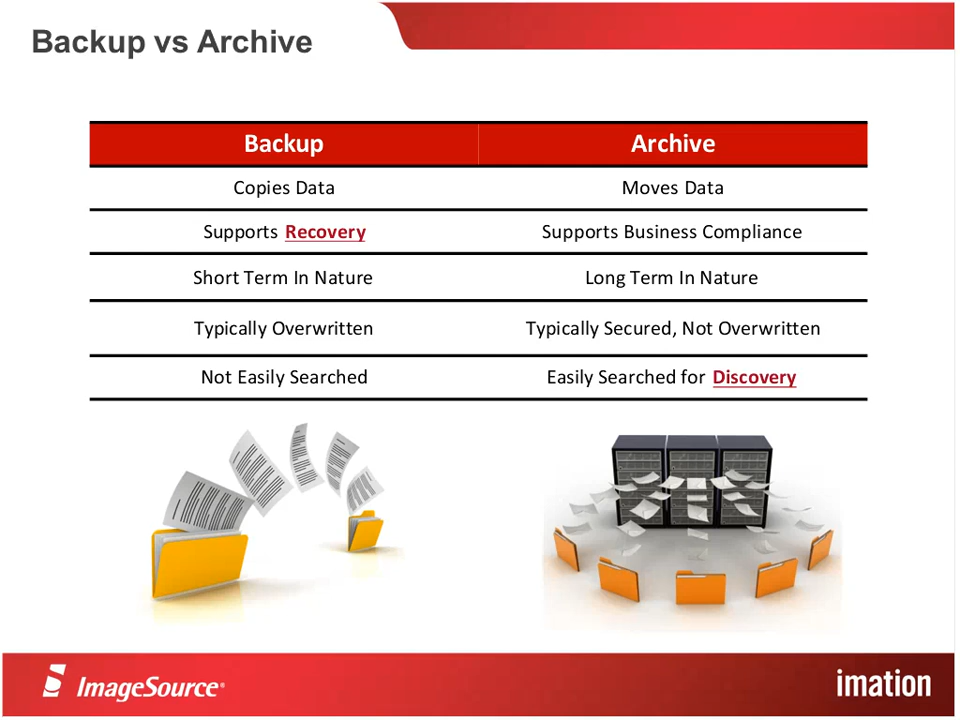 Backup vs Archive
Backup Archive
Copies Data Moves Data
Supports Recovery Supports Business Compliance
Short Term In Nature Long Term In Nature
Typically Overwritten Typically Secured, Not Overwritten
Not Easily Searched Easily Searched for Discovery
ImageSource®
imation